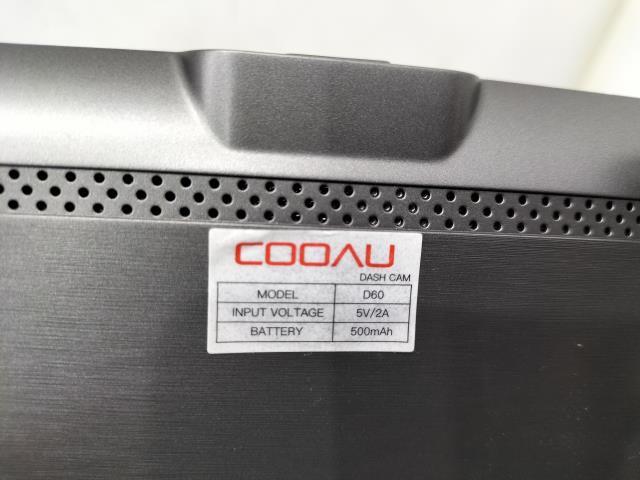 COOAU
DASH CAM
MODEL D60
INPUT VOLTAGE 5V/2A
BATTERY 500mAh